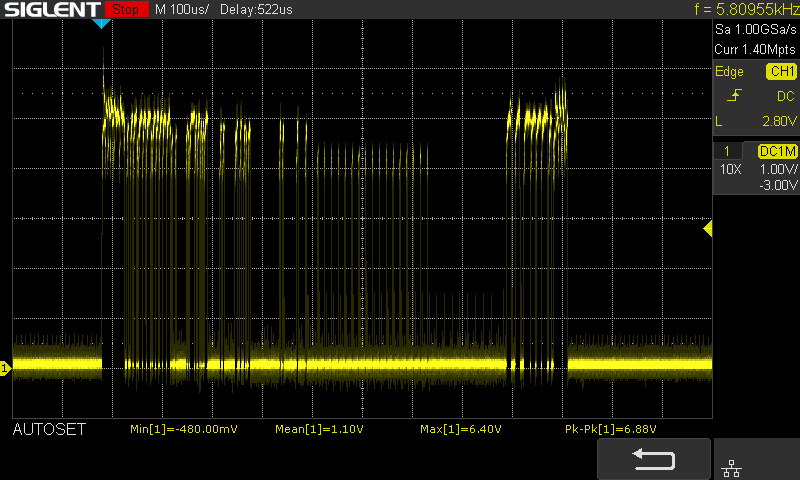 SIGLENT Stop M 100us/ Delay:522us f = 5.80955kHz
Sa 1.00GSa/s
Curr 1.40Mpts
Edge CH1
DC
L 2.80V
1 DC1M
10X 1.00V/
-3.00V
1
AUTOSET Min[1]=-480.00mV Mean[1]=1.10V Max[1]=6.40V Pk-Pk[1]=6.88V